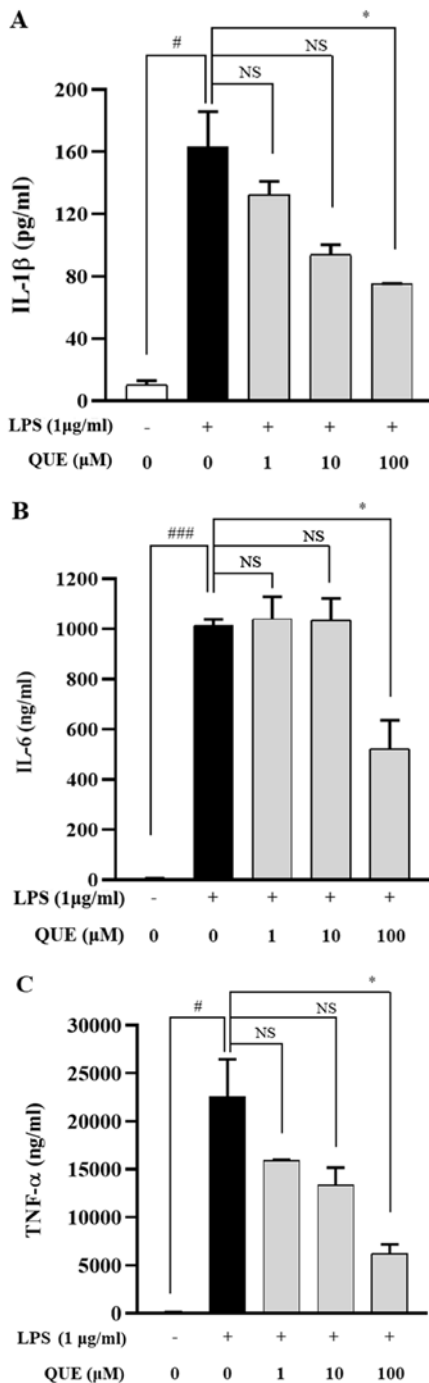 A
#
*
NS
NS
200
160
120
80
40
0
IL-1β (pg/ml)
LPS (1μg/ml) - + + + +
QUE (μM) 0 0 1 10 100
B
###
*
NS
NS
1200
1000
800
600
400
200
0
IL-6 (ng/ml)
LPS (1μg/ml) - + + + +
QUE (μM) 0 0 1 10 100
C
#
*
NS
NS
30000
25000
20000
15000
10000
5000
0
TNF-α (ng/ml)
LPS (1 μg/ml) - + + + +
QUE (μM) 0 0 1 10 100